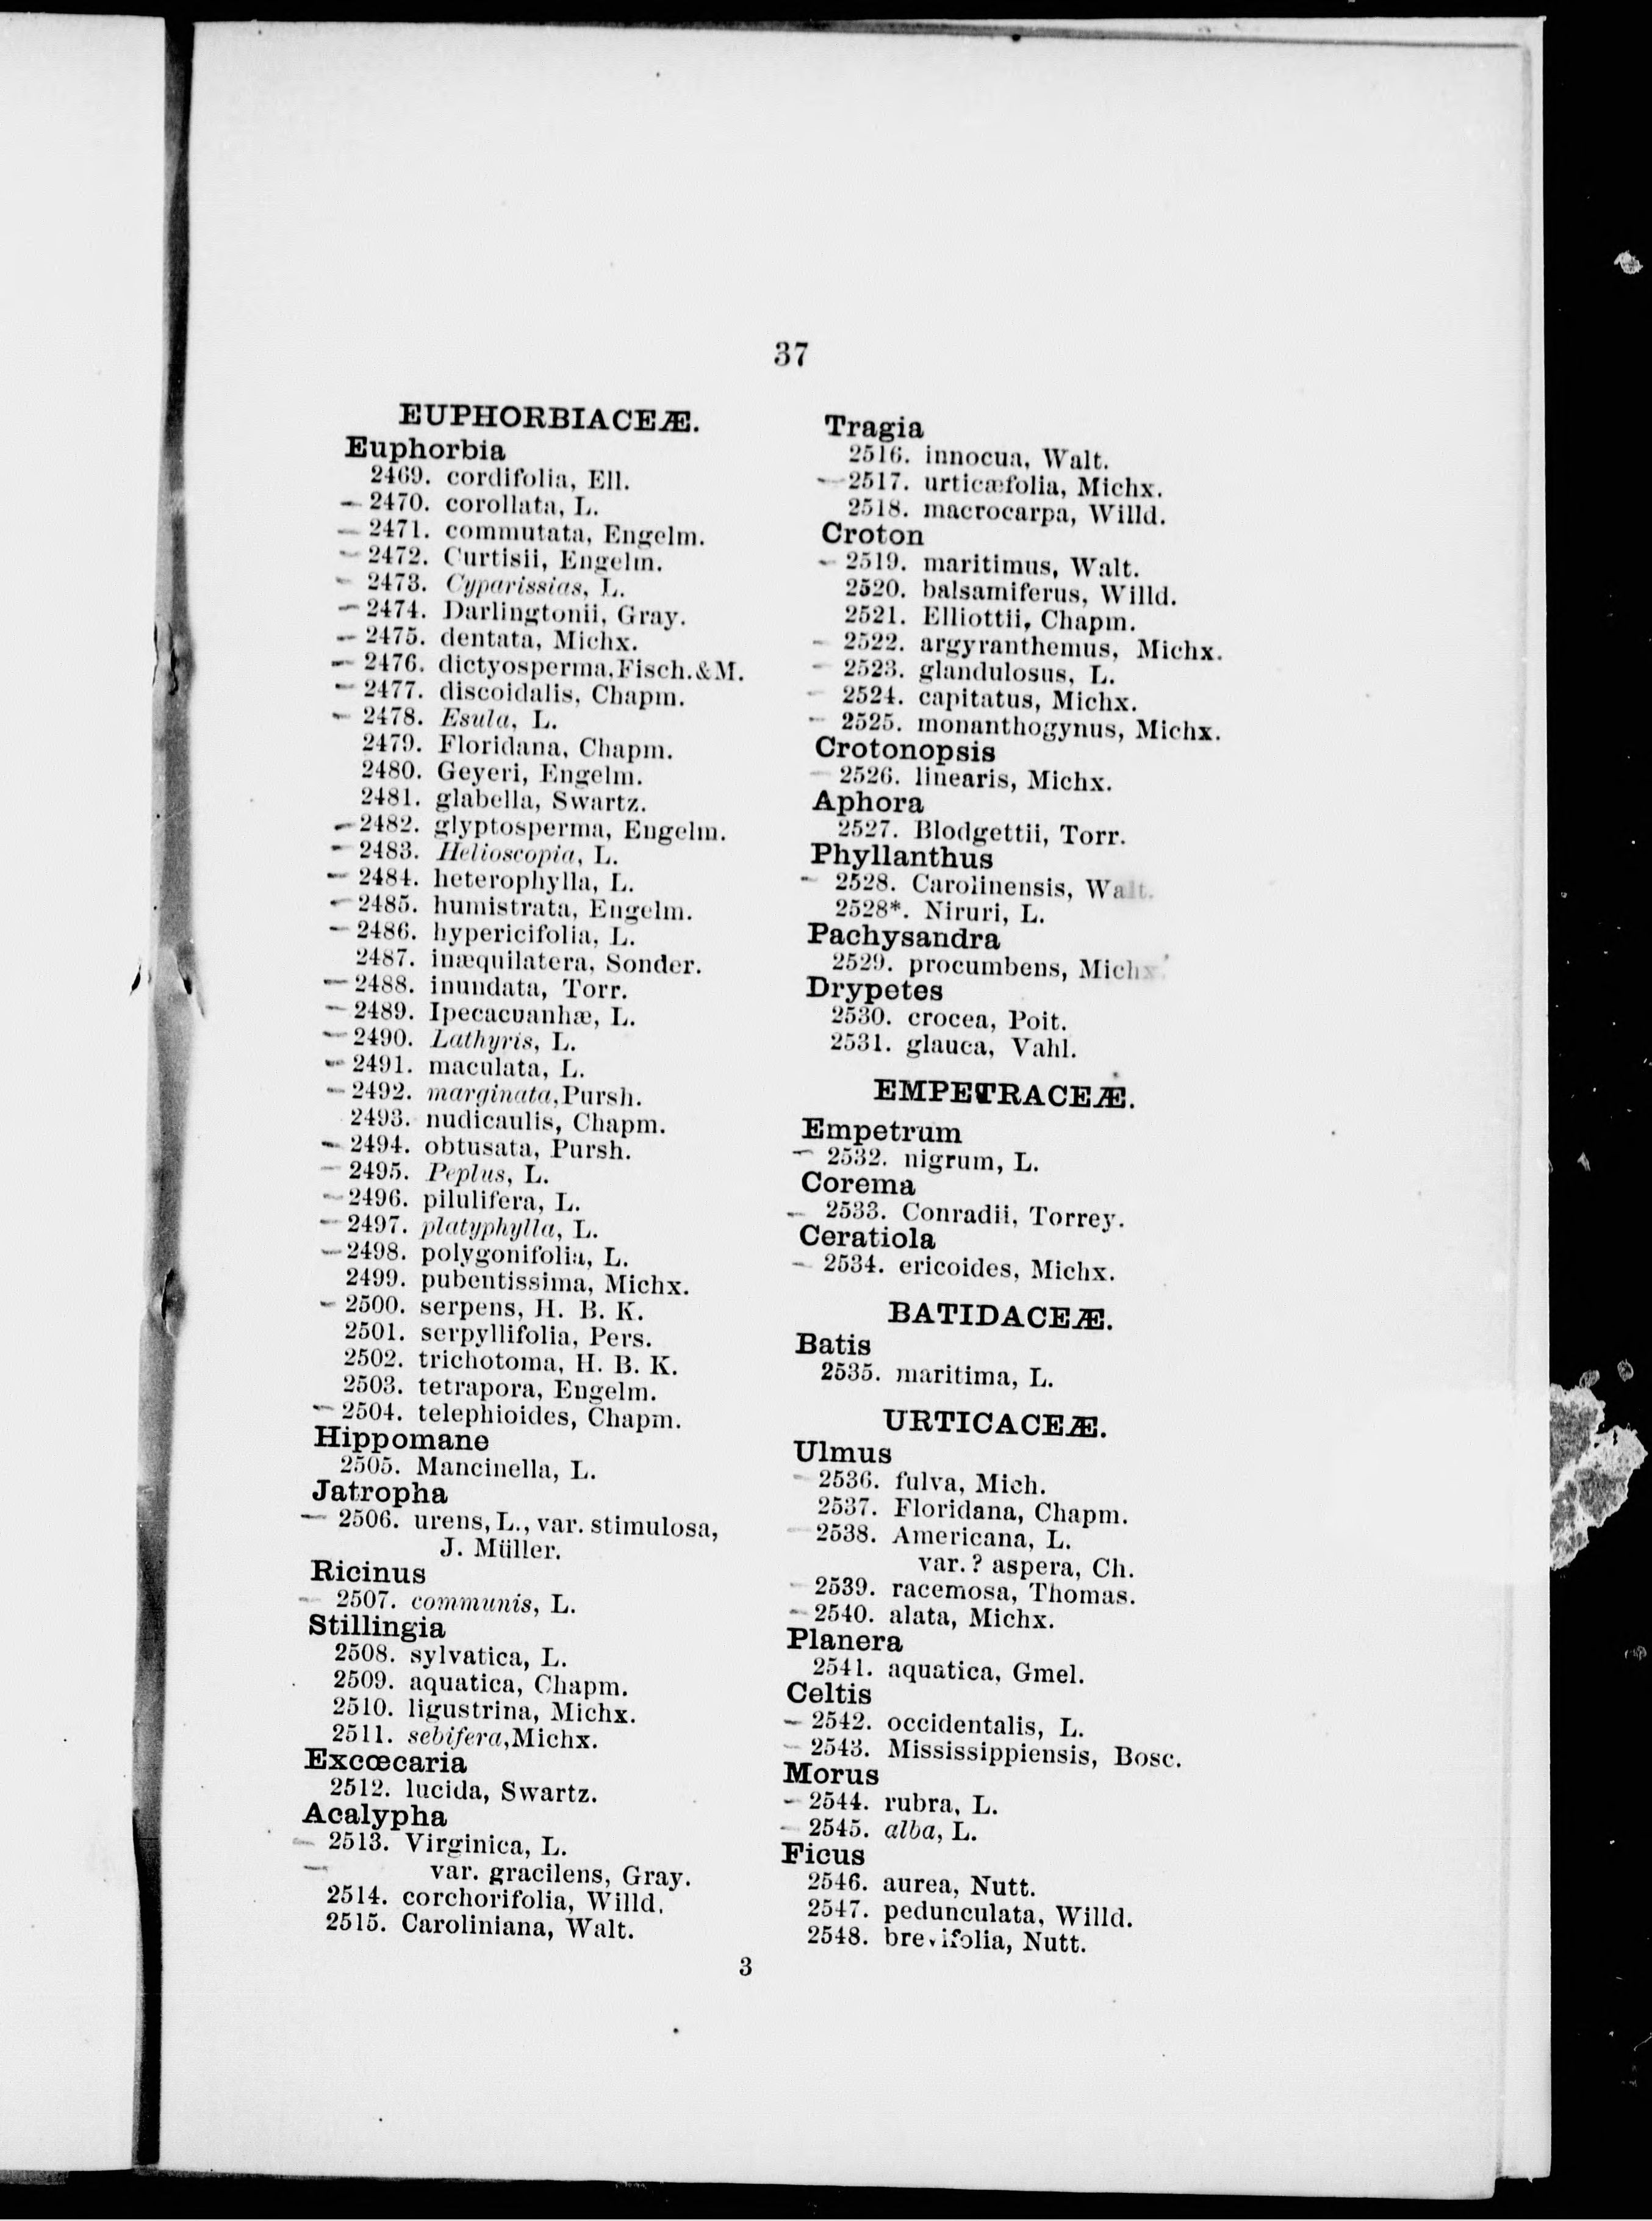 37
EUPHORBIACEÆ.
Euphorbia
2469. cordifolia, Ell.
– 2470. corollata, L.
– 2471. commutata, Engelm.
– 2472. Curtisii, Engelm.
– 2473. Cyparissias, L.
– 2474. Darlingtonii, Gray.
– 2475. dentata, Michx.
– 2476. dictyosperma, Fisch. & M.
– 2477. discoidalis, Chapm.
– 2478. Esula, L.
2479. Floridana, Chapm.
2480. Geyeri, Engelm.
2481. glabella, Swartz.
– 2482. glyptosperma, Engelm.
– 2483. Helioscopia, L.
– 2484. heterophylla, L.
– 2485. humistrata, Engelm.
– 2486. hypericifolia, L.
2487. inæquilatera, Sonder.
– 2488. inundata, Torr.
– 2489. Ipecacuanhæ, L.
– 2490. Lathyris, L.
– 2491. maculata, L.
– 2492. marginata, Pursh.
2493. nudicaulis, Chapm.
– 2494. obtusata, Pursh.
– 2495. Peplus, L.
– 2496. pilulifera, L.
– 2497. platyphylla, L.
– 2498. polygonifolia, L.
2499. pubentissima, Michx.
– 2500. serpens, H. B. K.
2501. serpyllifolia, Pers.
2502. trichotoma, H. B. K.
2503. tetrapora, Engelm.
– 2504. telephioides, Chapm.
Hippomane
2505. Mancinella, L.
Jatropha
– 2506. urens, L., var. stimulosa,
J. Müller.
Ricinus
– 2507. communis, L.
Stillingia
2508. sylvatica, L.
2509. aquatica, Chapm.
2510. ligustrina, Michx.
2511. sebifera, Michx.
Excœcaria
2512. lucida, Swartz.
Acalypha
– 2513. Virginica, L.
– var. gracilens, Gray.
2514. corchorifolia, Willd.
2515. Caroliniana, Walt.
Tragia
2516. innocua, Walt.
– 2517. urticæfolia, Michx.
2518. macrocarpa, Willd.
Croton
– 2519. maritimus, Walt.
2520. balsamiferus, Willd.
2521. Elliottii, Chapm.
– 2522. argyranthemus, Michx.
– 2523. glandulosus, L.
– 2524. capitatus, Michx.
– 2525. monanthogynus, Michx.
Crotonopsis
– 2526. linearis, Michx.
Aphora
2527. Blodgettii, Torr.
Phyllanthus
– 2528. Carolinensis, Walt.
2528*. Niruri, L.
Pachysandra
2529. procumbens, Michx.
Drypetes
2530. crocea, Poit.
2531. glauca, Vahl.
EMPETRACEÆ.
Empetrum
– 2532. nigrum, L.
Corema
– 2533. Conradii, Torrey.
Ceratiola
– 2534. ericoides, Michx.
BATIDACEÆ.
Batis
2535. maritima, L.
URTICACEÆ.
Ulmus
– 2536. fulva, Mich.
2537. Floridana, Chapm.
– 2538. Americana, L.
var. ? aspera, Ch.
– 2539. racemosa, Thomas.
– 2540. alata, Michx.
Planera
2541. aquatica, Gmel.
Celtis
– 2542. occidentalis, L.
– 2543. Mississippiensis, Bosc.
Morus
– 2544. rubra, L.
– 2545. alba, L.
Ficus
2546. aurea, Nutt.
2547. pedunculata, Willd.
2548. brevifolia, Nutt.
3